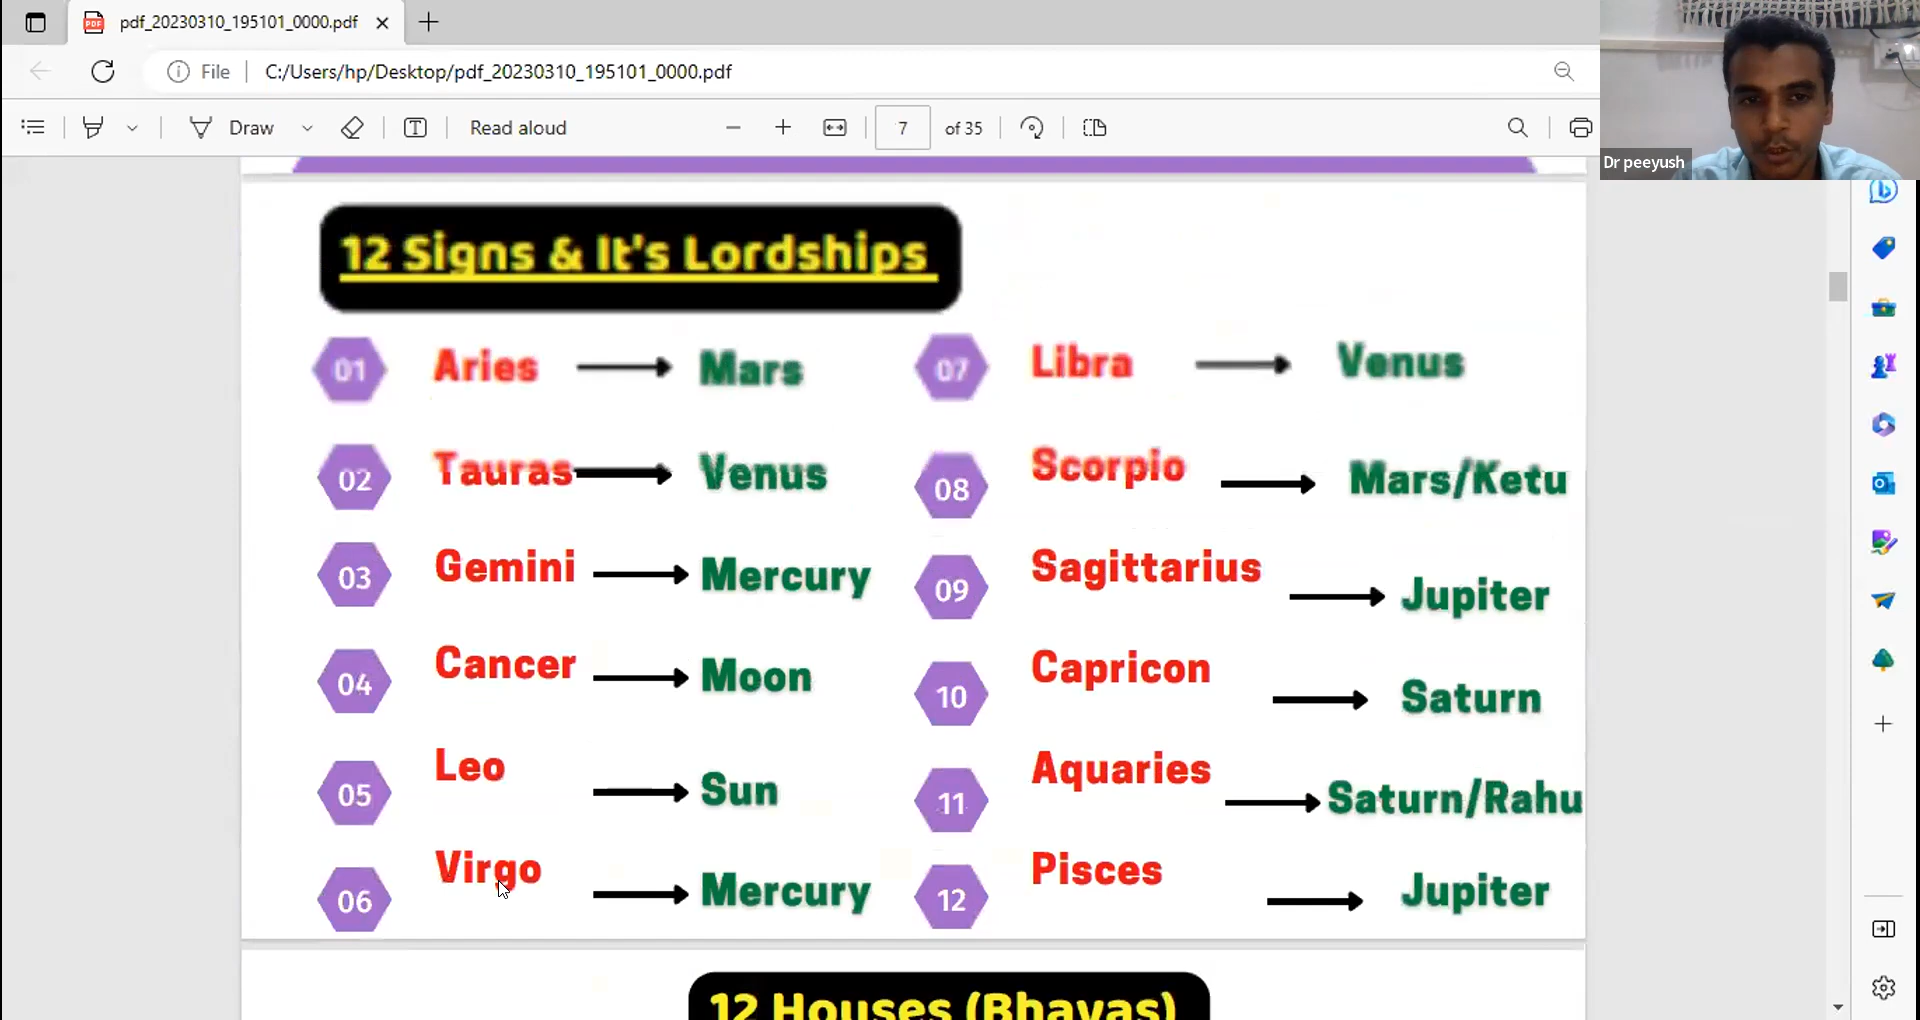 pdf_20230310_195101_0000.pdf
File C:/Users/hp/Desktop/pdf_20230310_195101_0000.pdf
Draw
Read aloud
7 of 35
Dr peeyush
12 Signs & It's Lordships
01 Aries Mars
02 Tauras Venus
03 Gemini Mercury
04 Cancer Moon
05 Leo Sun
06 Virgo Mercury
07 Libra Venus
08 Scorpio Mars/Ketu
09 Sagittarius Jupiter
10 Capricon Saturn
11 Aquaries Saturn/Rahu
12 Pisces Jupiter
12 Houses (Bhavas)